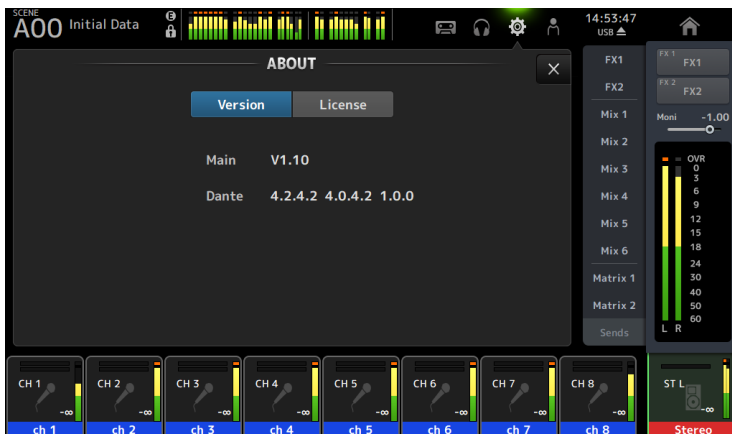 SCENE
A00 Initial Data
E
14:53:47
USB
ABOUT
Version License
Main V1.10
Dante 4.2.4.2 4.0.4.2 1.0.0
FX1
FX2
Mix 1
Mix 2
Mix 3
Mix 4
Mix 5
Mix 6
Matrix 1
Matrix 2
Sends
FX 1
FX1
FX 2
FX2
Moni -1.00
OVR
0
3
6
9
12
15
18
24
30
40
50
60
L R
CH 1 CH 2 CH 3 CH 4 CH 5 CH 6 CH 7 CH 8 ST L
-∞ -∞ -∞ -∞ -∞ -∞ -∞ -∞ -∞
ch 1 ch 2 ch 3 ch 4 ch 5 ch 6 ch 7 ch 8 Stereo